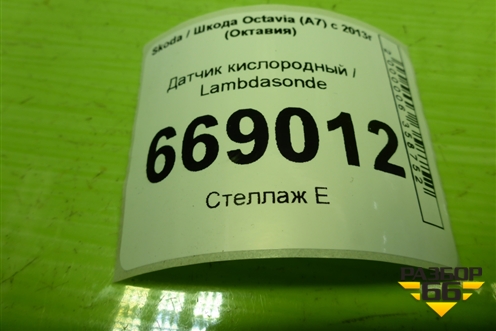 Skoda / Шкода Octavia (A7) с 2013г
(Октавия)
Датчик кислородный /
Lambdasonde
669012
Стеллаж E
РАЗБОР
66